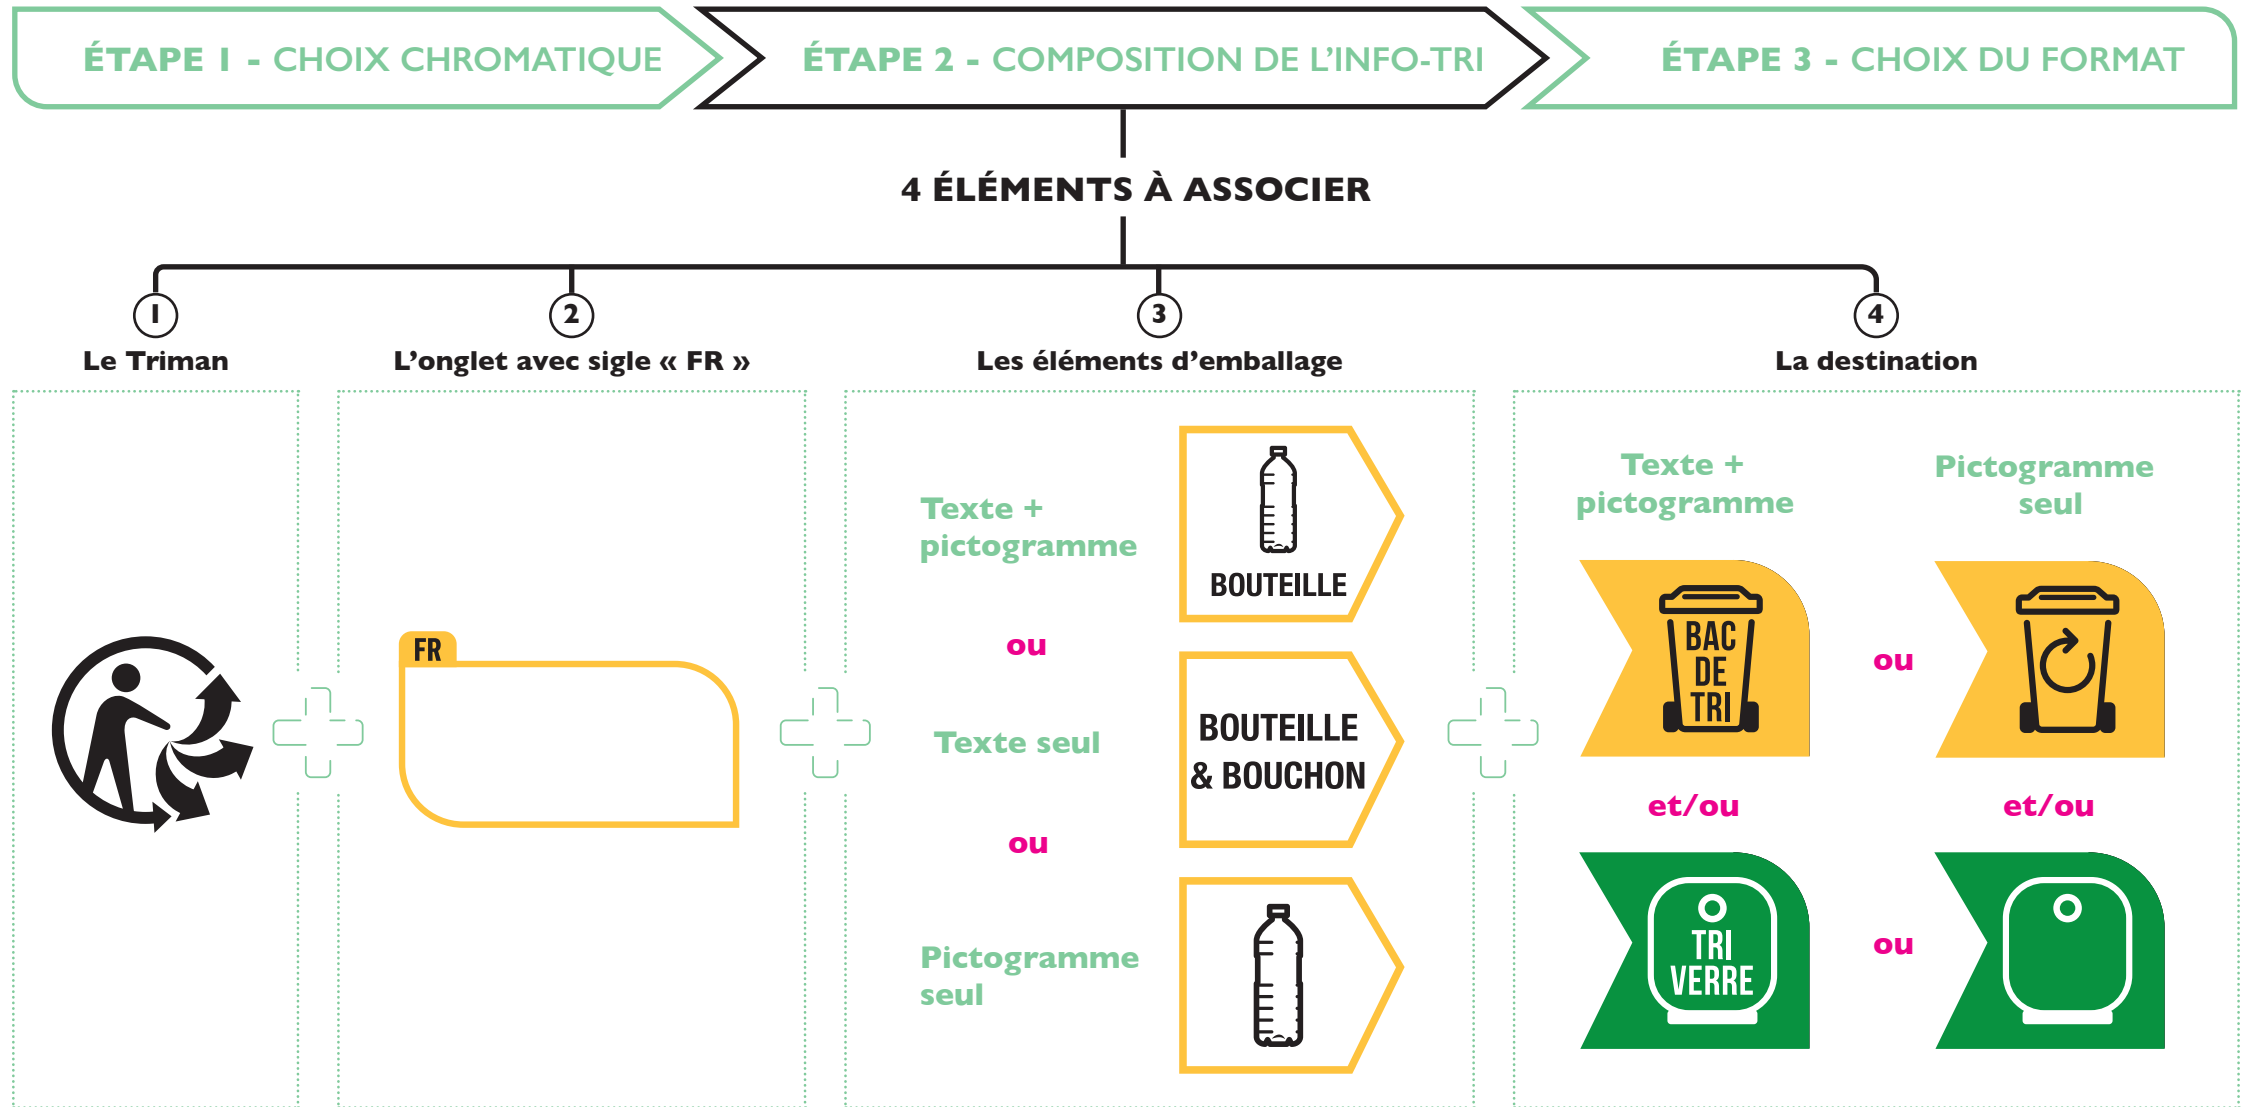 ÉTAPE 1 - CHOIX CHROMATIQUE
ÉTAPE 2 - COMPOSITION DE L’INFO-TRI
ÉTAPE 3 - CHOIX DU FORMAT
4 ÉLÉMENTS À ASSOCIER
1
Le Triman
2
L’onglet avec sigle « FR »
FR
3
Les éléments d’emballage
Texte +
pictogramme
BOUTEILLE
ou
Texte seul
BOUTEILLE
& BOUCHON
ou
Pictogramme
seul
4
La destination
Texte +
pictogramme
Pictogramme
seul
BAC
DE
TRI
ou
et/ou
et/ou
TRI
VERRE
ou